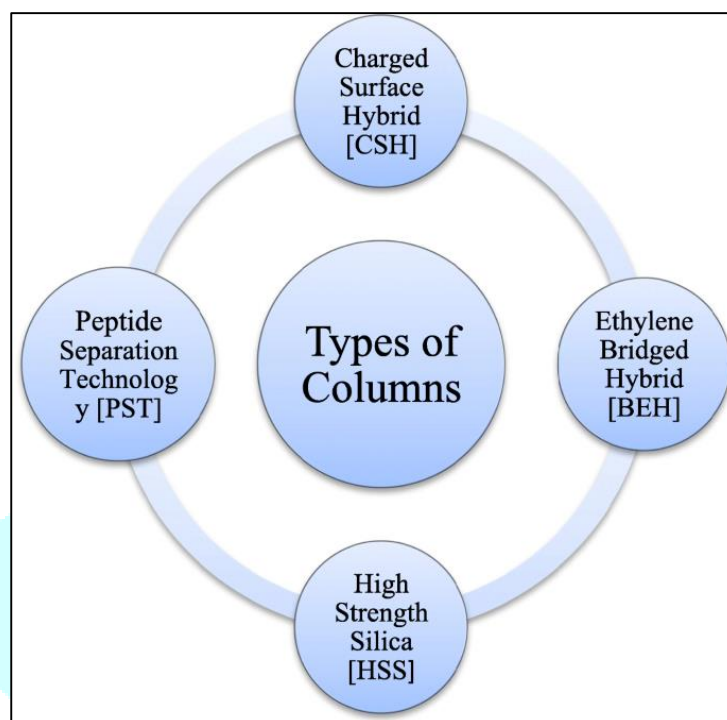 Charged
Surface
Hybrid
[CSH]
Peptide
Separation
Technolog
y [PST]
Types of
Columns
Ethylene
Bridged
Hybrid
[BEH]
High
Strength
Silica
[HSS]